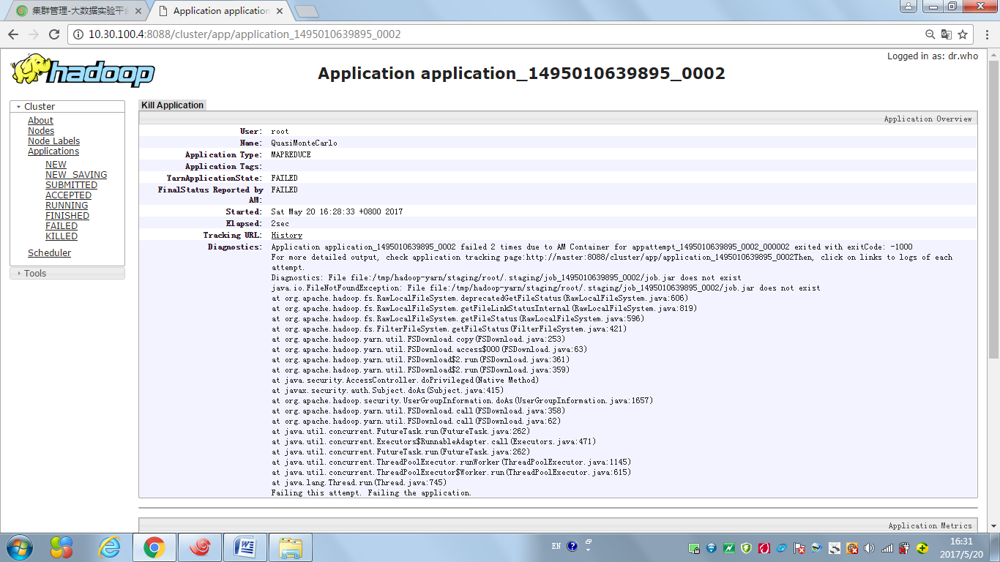 集群管理-大数据实验平台
Application application
10.30.100.4:8088/cluster/app/application_1495010639895_0002
Logged in as: dr.who
hadoop
Application application_1495010639895_0002
Cluster
About
Nodes
Node Labels
Applications
NEW
NEW_SAVING
SUBMITTED
ACCEPTED
RUNNING
FINISHED
FAILED
KILLED
Scheduler
Tools
Kill Application
Application Overview
User: root
Name: QuasiMonteCarlo
Application Type: MAPREDUCE
Application Tags:
YarnApplicationState: FAILED
FinalStatus Reported by AM: FAILED
Started: Sat May 20 16:28:33 +0800 2017
Elapsed: 2sec
Tracking URL: History
Diagnostics: Application application_1495010639895_0002 failed 2 times due to AM Container for appattempt_1495010639895_0002_000002 exited with exitCode: -1000
For more detailed output, check application tracking page:http://master:8088/cluster/app/application_1495010639895_0002Then, click on links to logs of each
attempt.
Diagnostics: File file:/tmp/hadoop-yarn/staging/root/.staging/job_1495010639895_0002/job.jar does not exist
java.io.FileNotFoundException: File file:/tmp/hadoop-yarn/staging/root/.staging/job_1495010639895_0002/job.jar does not exist
at org.apache.hadoop.fs.RawLocalFileSystem.deprecatedGetFileStatus(RawLocalFileSystem.java:606)
at org.apache.hadoop.fs.RawLocalFileSystem.getFileLinkStatusInternal(RawLocalFileSystem.java:819)
at org.apache.hadoop.fs.RawLocalFileSystem.getFileStatus(RawLocalFileSystem.java:596)
at org.apache.hadoop.fs.FilterFileSystem.getFileStatus(FilterFileSystem.java:421)
at org.apache.hadoop.yarn.util.FSDownload.copy(FSDownload.java:253)
at org.apache.hadoop.yarn.util.FSDownload.access$000(FSDownload.java:63)
at org.apache.hadoop.yarn.util.FSDownload$2.run(FSDownload.java:361)
at org.apache.hadoop.yarn.util.FSDownload$2.run(FSDownload.java:359)
at java.security.AccessController.doPrivileged(Native Method)
at javax.security.auth.Subject.doAs(Subject.java:415)
at org.apache.hadoop.security.UserGroupInformation.doAs(UserGroupInformation.java:1657)
at org.apache.hadoop.yarn.util.FSDownload.call(FSDownload.java:358)
at org.apache.hadoop.yarn.util.FSDownload.call(FSDownload.java:62)
at java.util.concurrent.FutureTask.run(FutureTask.java:262)
at java.util.concurrent.Executors$RunnableAdapter.call(Executors.java:471)
at java.util.concurrent.FutureTask.run(FutureTask.java:262)
at java.util.concurrent.ThreadPoolExecutor.runWorker(ThreadPoolExecutor.java:1145)
at java.util.concurrent.ThreadPoolExecutor$Worker.run(ThreadPoolExecutor.java:615)
at java.lang.Thread.run(Thread.java:745)
Failing this attempt. Failing the application.
Application Metrics
EN
16:31
2017/5/20